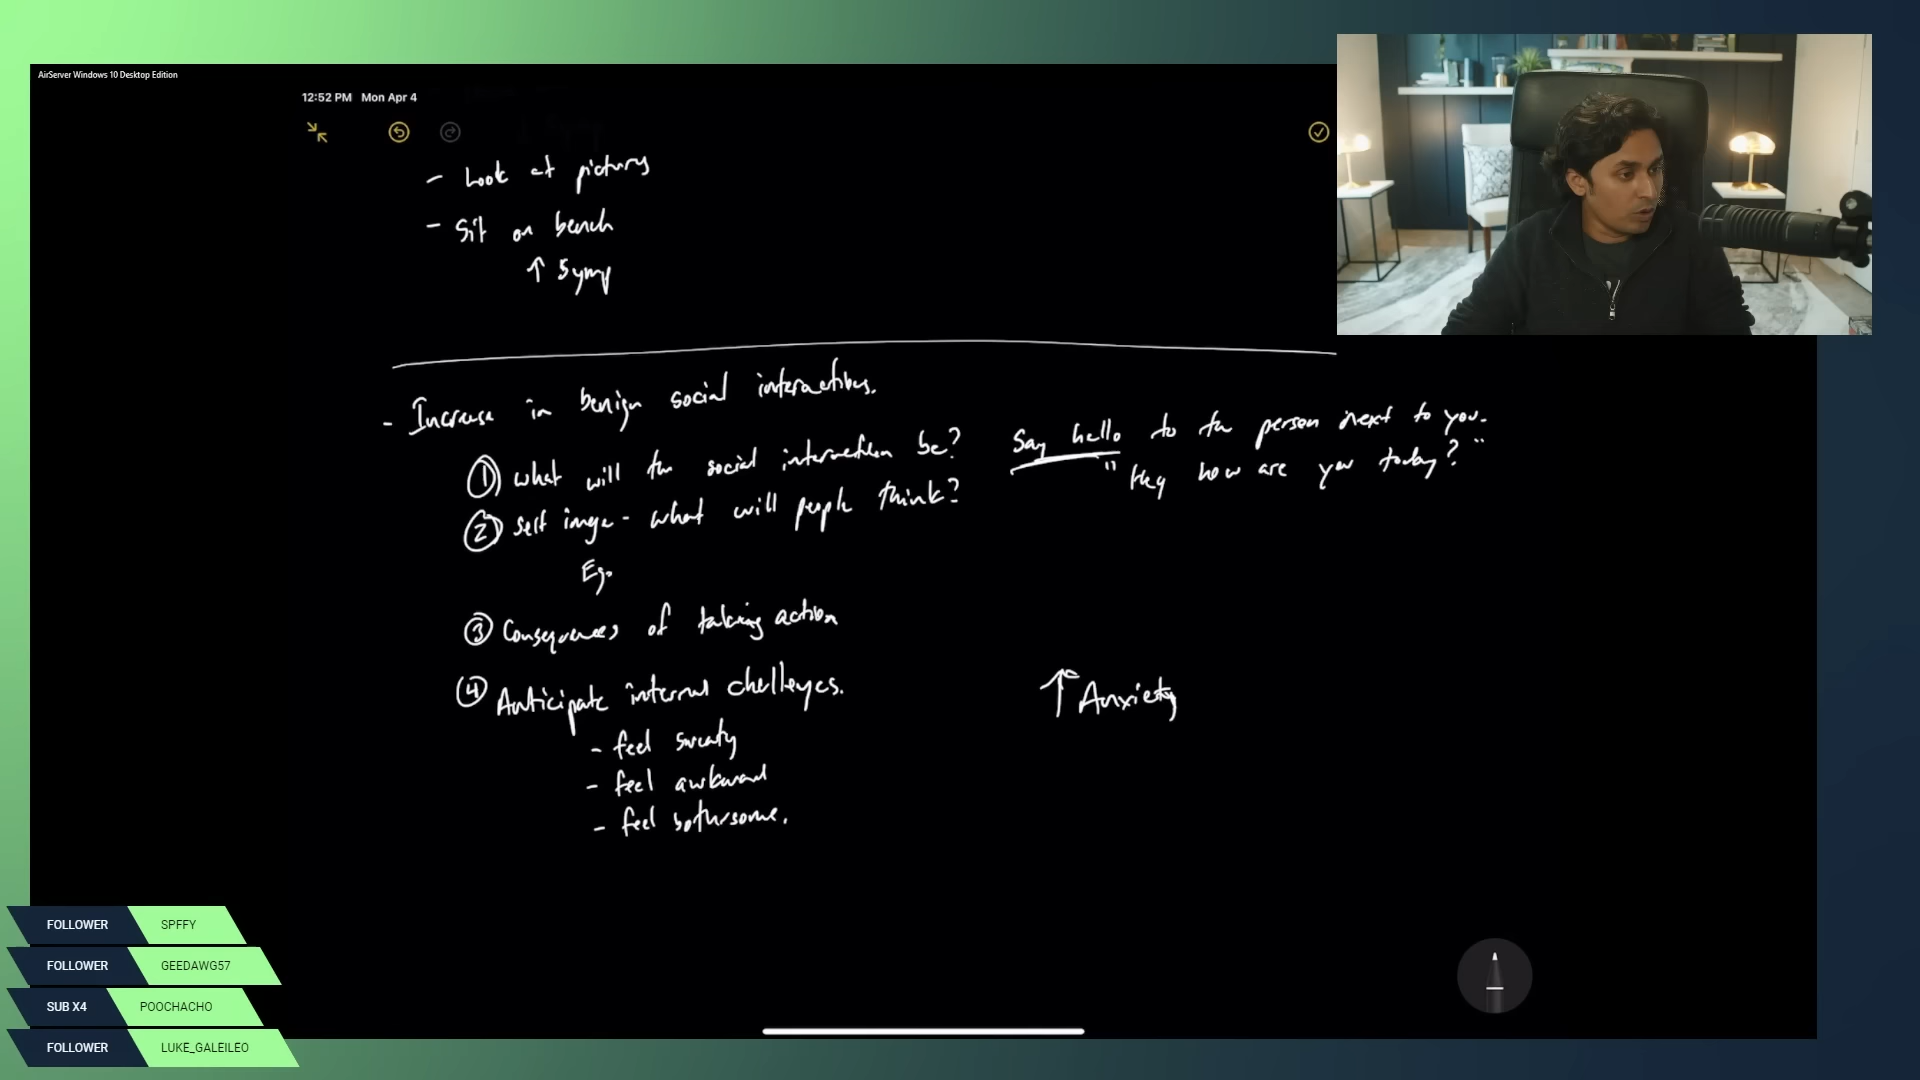 AirServer Windows 10 Desktop Edition
12:52 PM Mon Apr 4
- Look at pictures
- Sit on bench
↑ Symp
- Increase in benign social interactions.
① what will the social interaction be? Say hello to the person next to you.
"Hey how are you today?"
② self image - what will people think?
Eg.
③ Consequences of taking action
④ Anticipate internal challenges.
↑ Anxiety
- feel sweaty
- feel awkward
- feel bothersome.
FOLLOWER SPFFY
FOLLOWER GEEDAWG57
SUB X4 POOCHACHO
FOLLOWER LUKE_GALEILEO